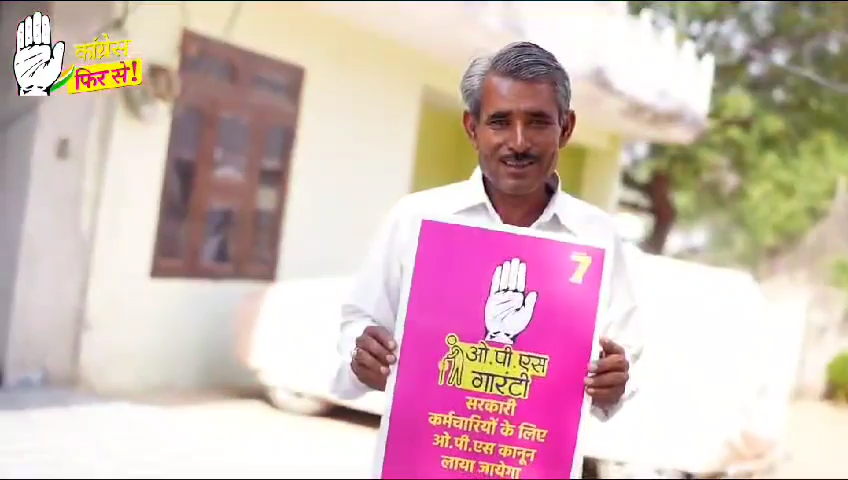 कांग्रेस
फिर से!
7
ओ.पी.एस
गारंटी
सरकारी
कर्मचारियों के लिए
ओ.पी.एस कानून
लाया जायेगा